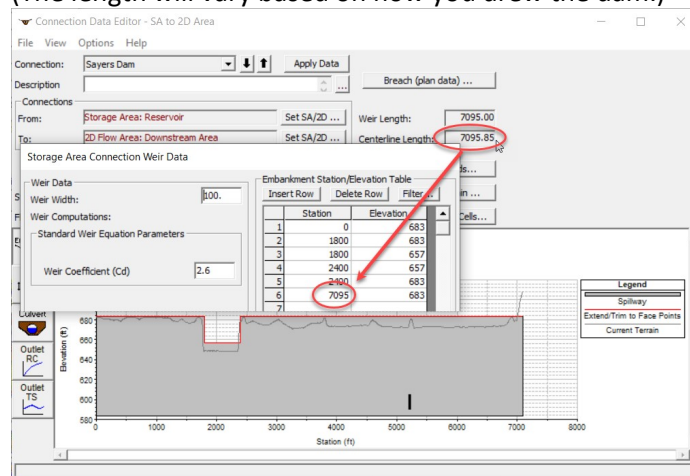 (The length will vary based on how you drew the dam.)
Connection Data Editor - SA to 2D Area
File View Options Help
Connection: Sayers Dam Apply Data
Description ... Breach (plan data) ...
Connections
From: Storage Area: Reservoir Set SA/2D ... Weir Length: 7095.00
To: 2D Flow Area: Downstream Area Set SA/2D ... Centerline Length: 7095.85
Storage Area Connection Weir Data
Weir Data
Weir Width: 100.
Weir Computations:
Standard Weir Equation Parameters
Weir Coefficient (Cd) 2.6
Embankment Station/Elevation Table
Insert Row Delete Row Filter...
Station Elevation
1 0 683
2 1800 683
3 1800 657
4 2400 657
5 2400 683
6 7095 683
7
Cells...
Culvert
Outlet
RC
Outlet
TS
Elevation (ft)
680
660
640
620
600
580
0 1000 2000 3000 4000 5000 6000 7000 8000
Station (ft)
Legend
Spillway
Extend/Trim to Face Points
Current Terrain